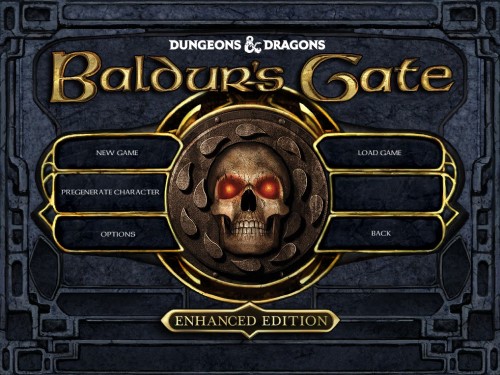 DUNGEONS & DRAGONS
BALDUR'S GATE
NEW GAME
LOAD GAME
PREGENERATE CHARACTER
OPTIONS
BACK
ENHANCED EDITION